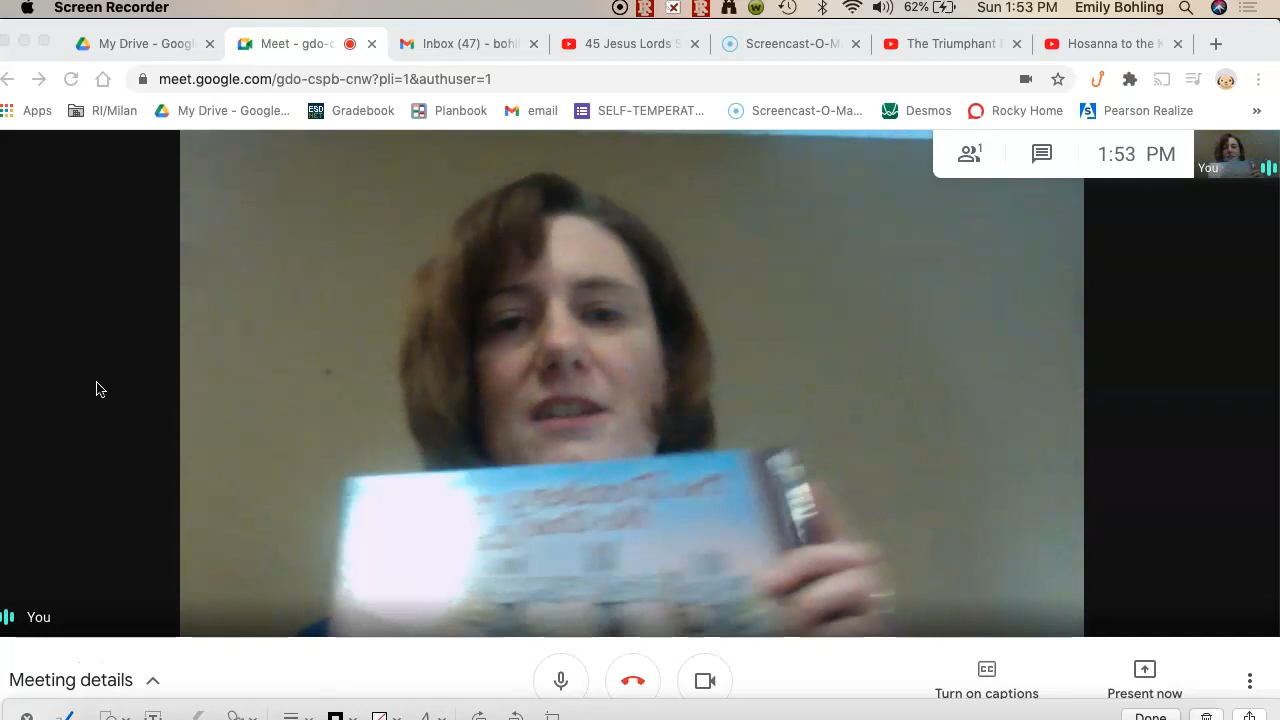 Screen Recorder
62%
Sun 1:53 PM
Emily Bohling
My Drive - Googl
Meet - gdo-c
Inbox (47) - bohl
45 Jesus Lords
Screencast-O-M
The Triumphant
Hosanna to the
meet.google.com/gdo-cspb-cnw?pli=1&authuser=1
Apps
RI/Milan
My Drive - Google...
Gradebook
Planbook
email
SELF-TEMPERAT...
Screencast-O-Ma...
Desmos
Rocky Home
Pearson Realize
»
1
1:53 PM
You
You
Meeting details
Turn on captions
Present now
Done